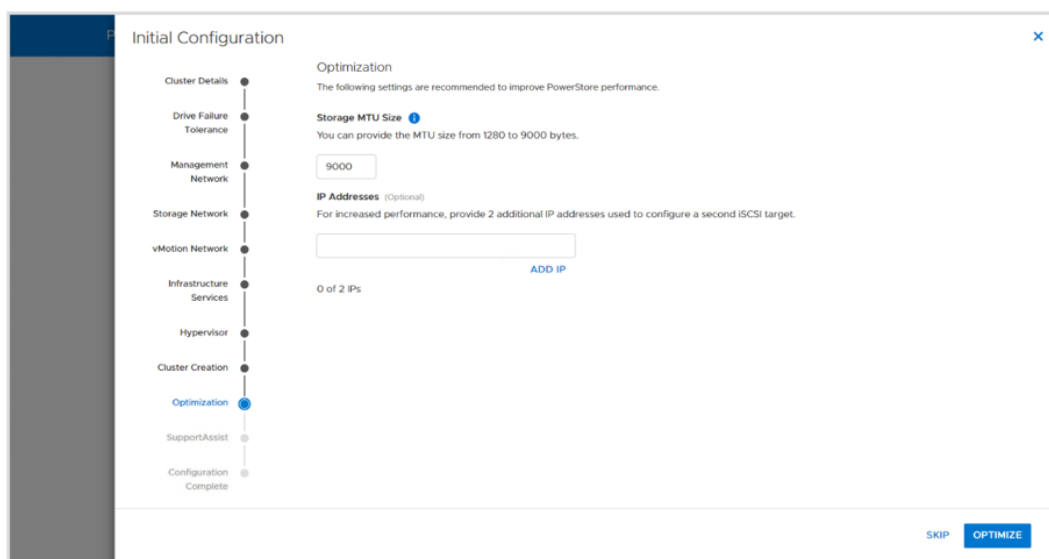 P
Initial Configuration
Cluster Details
Drive Failure
Tolerance
Management
Network
Storage Network
vMotion Network
Infrastructure
Services
Hypervisor
Cluster Creation
Optimization
SupportAssist
Configuration
Complete
Optimization
The following settings are recommended to improve PowerStore performance.
Storage MTU Size
You can provide the MTU size from 1280 to 9000 bytes.
9000
IP Addresses (Optional)
For increased performance, provide 2 additional IP addresses used to configure a second iSCSI target.
ADD IP
0 of 2 IPs
SKIP
OPTIMIZE